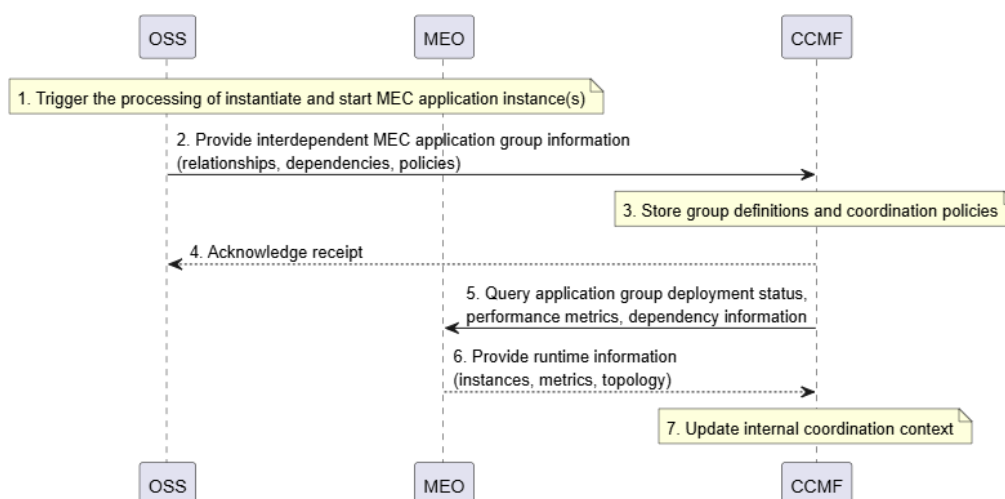 OSS
MEO
CCMF
1. Trigger the processing of instantiate and start MEC application instance(s)
2. Provide interdependent MEC application group information
(relationships, dependencies, policies)
3. Store group definitions and coordination policies
4. Acknowledge receipt
5. Query application group deployment status,
performance metrics, dependency information
6. Provide runtime information
(instances, metrics, topology)
7. Update internal coordination context
OSS
MEO
CCMF